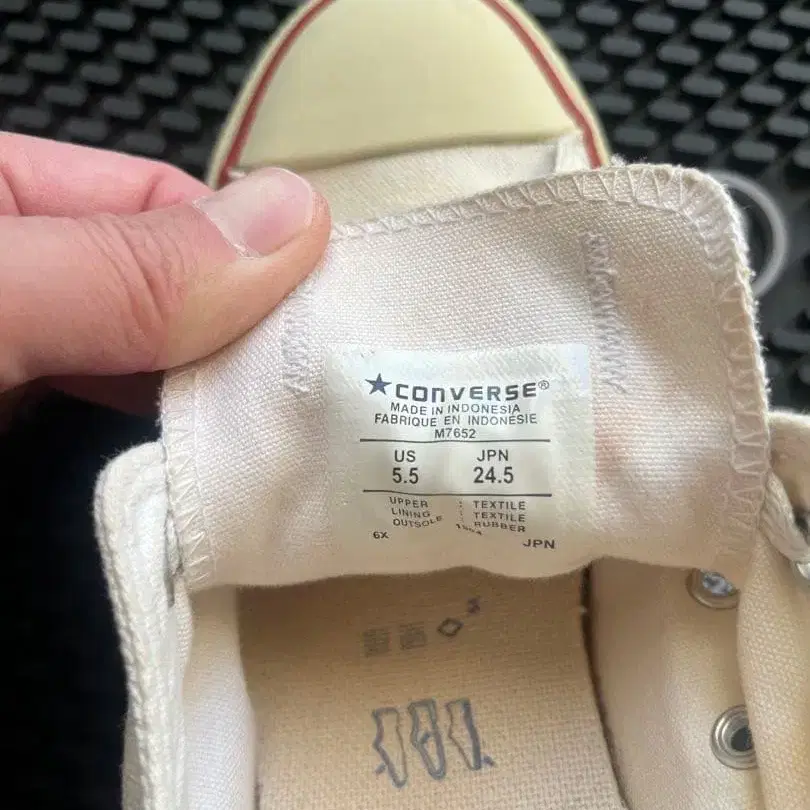 ★CONVERSE®
MADE IN INDONESIA
FABRIQUE EN INDONÉSIE
M7652
US JPN
5.5 24.5
UPPER : TEXTILE
LINING : TEXTILE
OUTSOLE : RUBBER
6X JPN